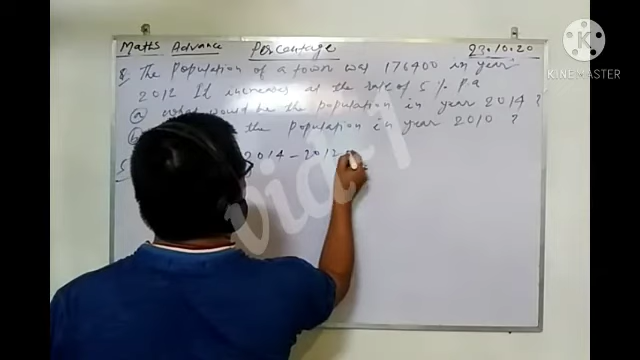 Maths Advance Percentage 23.10.20
KINEMASTER
8. The Population of a town was 176400 in year
2012 It increases at the rate of 5% p.a
(a) what would be the population in year 2014 ?
the population in year 2010 ?
2014 - 2012